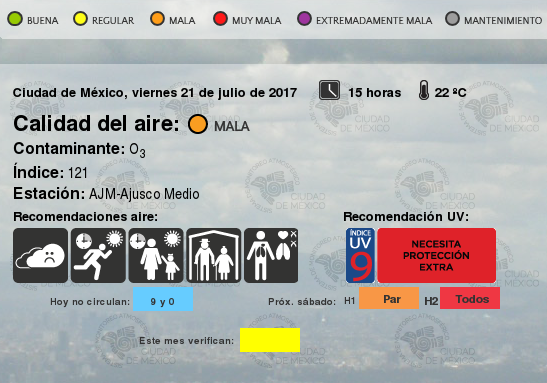 BUENA REGULAR MALA MUY MALA EXTREMADAMENTE MALA MANTENIMIENTO
Ciudad de México, viernes 21 de julio de 2017 15 horas 22 ºC
Calidad del aire: MALA
Contaminante: O3
Índice: 121
Estación: AJM-Ajusco Medio
Recomendaciones aire: Recomendación UV:
ÍNDICE
UV
9
NECESITA
PROTECCIÓN
EXTRA
Hoy no circulan: 9 y 0 Próx. sábado: H1 Par H2 Todos
Este mes verifican:
CIUDAD
DE MÉXICO